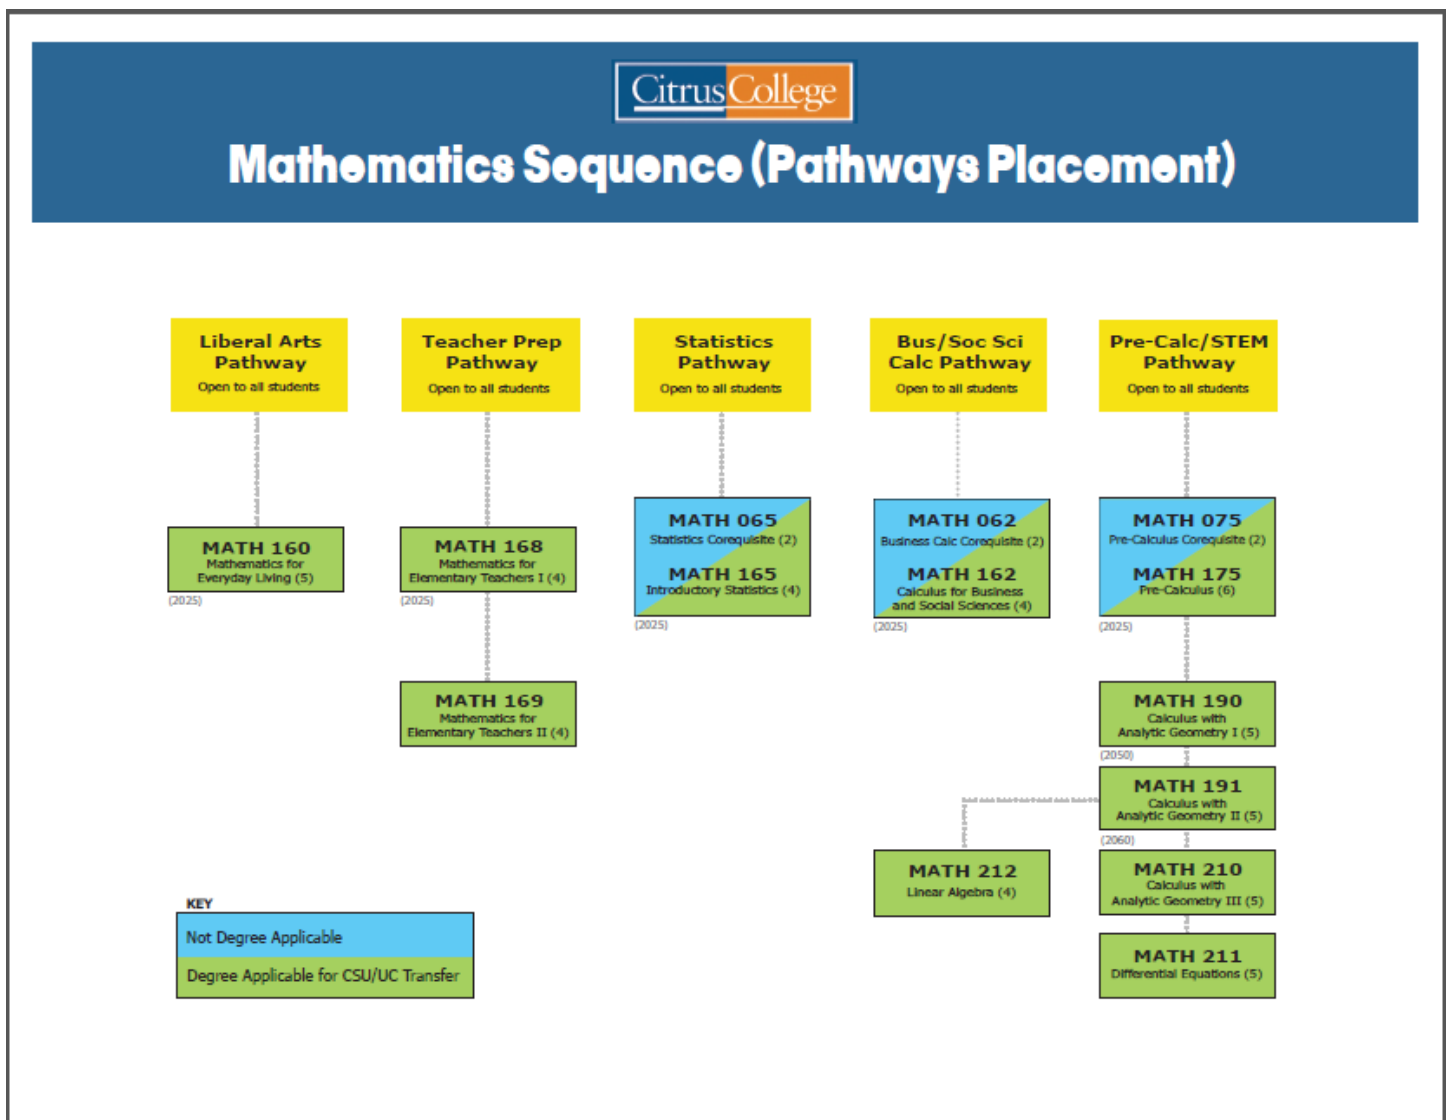 Citrus College
Mathematics Sequence (Pathways Placement)
Liberal Arts
Pathway
Open to all students
Teacher Prep
Pathway
Open to all students
Statistics
Pathway
Open to all students
Bus/Soc Sci
Calc Pathway
Open to all students
Pre-Calc/STEM
Pathway
Open to all students
MATH 160
Mathematics for
Everyday Living (5)
(2025)
MATH 168
Mathematics for
Elementary Teachers I (4)
(2025)
MATH 169
Mathematics for
Elementary Teachers II (4)
MATH 065
Statistics Corequisite (2)
MATH 165
Introductory Statistics (4)
(2025)
MATH 062
Business Calc Corequisite (2)
MATH 162
Calculus for Business
and Social Sciences (4)
(2025)
MATH 075
Pre-Calculus Corequisite (2)
MATH 175
Pre-Calculus (6)
(2025)
MATH 190
Calculus with
Analytic Geometry I (5)
(2050)
MATH 191
Calculus with
Analytic Geometry II (5)
(2060)
MATH 212
Linear Algebra (4)
MATH 210
Calculus with
Analytic Geometry III (5)
MATH 211
Differential Equations (5)
KEY
Not Degree Applicable
Degree Applicable for CSU/UC Transfer